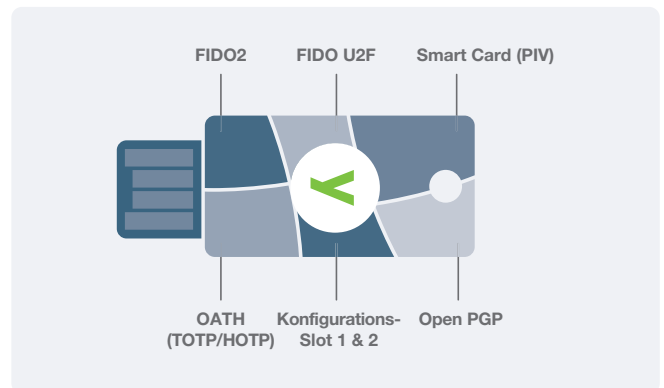 FIDO2
FIDO U2F
Smart Card (PIV)
OATH
(TOTP/HOTP)
Konfigurations-
Slot 1 & 2
Open PGP